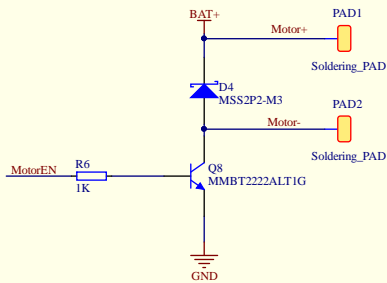 BAT+
PAD1
Motor+
Soldering_PAD
D4
MSS2P2-M3
PAD2
Motor-
Soldering_PAD
MotorEN
R6
1K
Q8
MMBT2222ALT1G
GND